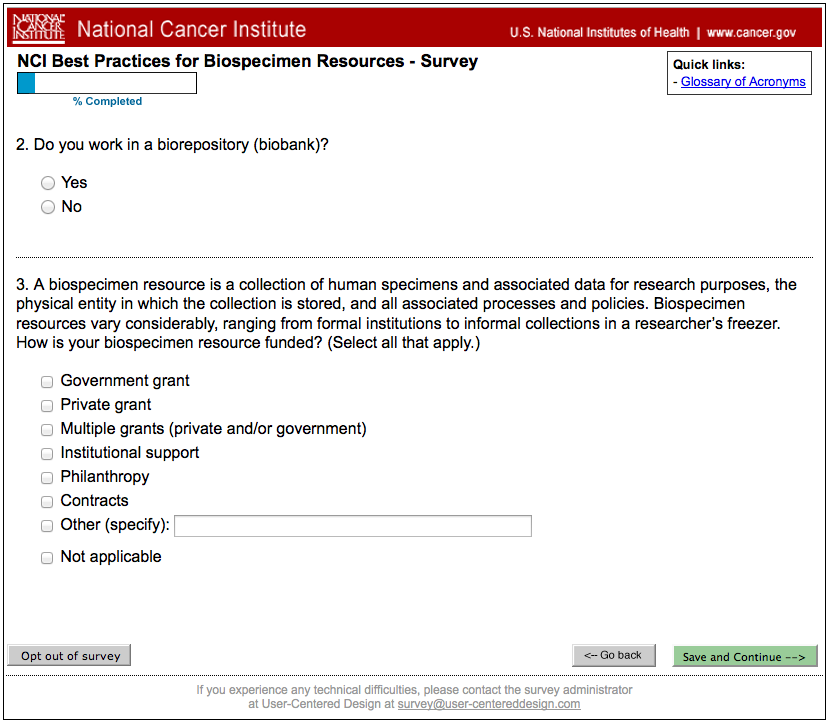 NATIONAL
CANCER
INSTITUTE
National Cancer Institute
U.S. National Institutes of Health | www.cancer.gov
NCI Best Practices for Biospecimen Resources - Survey
% Completed
Quick links:
- Glossary of Acronyms
2. Do you work in a biorepository (biobank)?
Yes
No
3. A biospecimen resource is a collection of human specimens and associated data for research purposes, the
physical entity in which the collection is stored, and all associated processes and policies. Biospecimen
resources vary considerably, ranging from formal institutions to informal collections in a researcher's freezer.
How is your biospecimen resource funded? (Select all that apply.)
Government grant
Private grant
Multiple grants (private and/or government)
Institutional support
Philanthropy
Contracts
Other (specify):
Not applicable
Opt out of survey
<-- Go back
Save and Continue -->
If you experience any technical difficulties, please contact the survey administrator
at User-Centered Design at survey@user-centereddesign.com